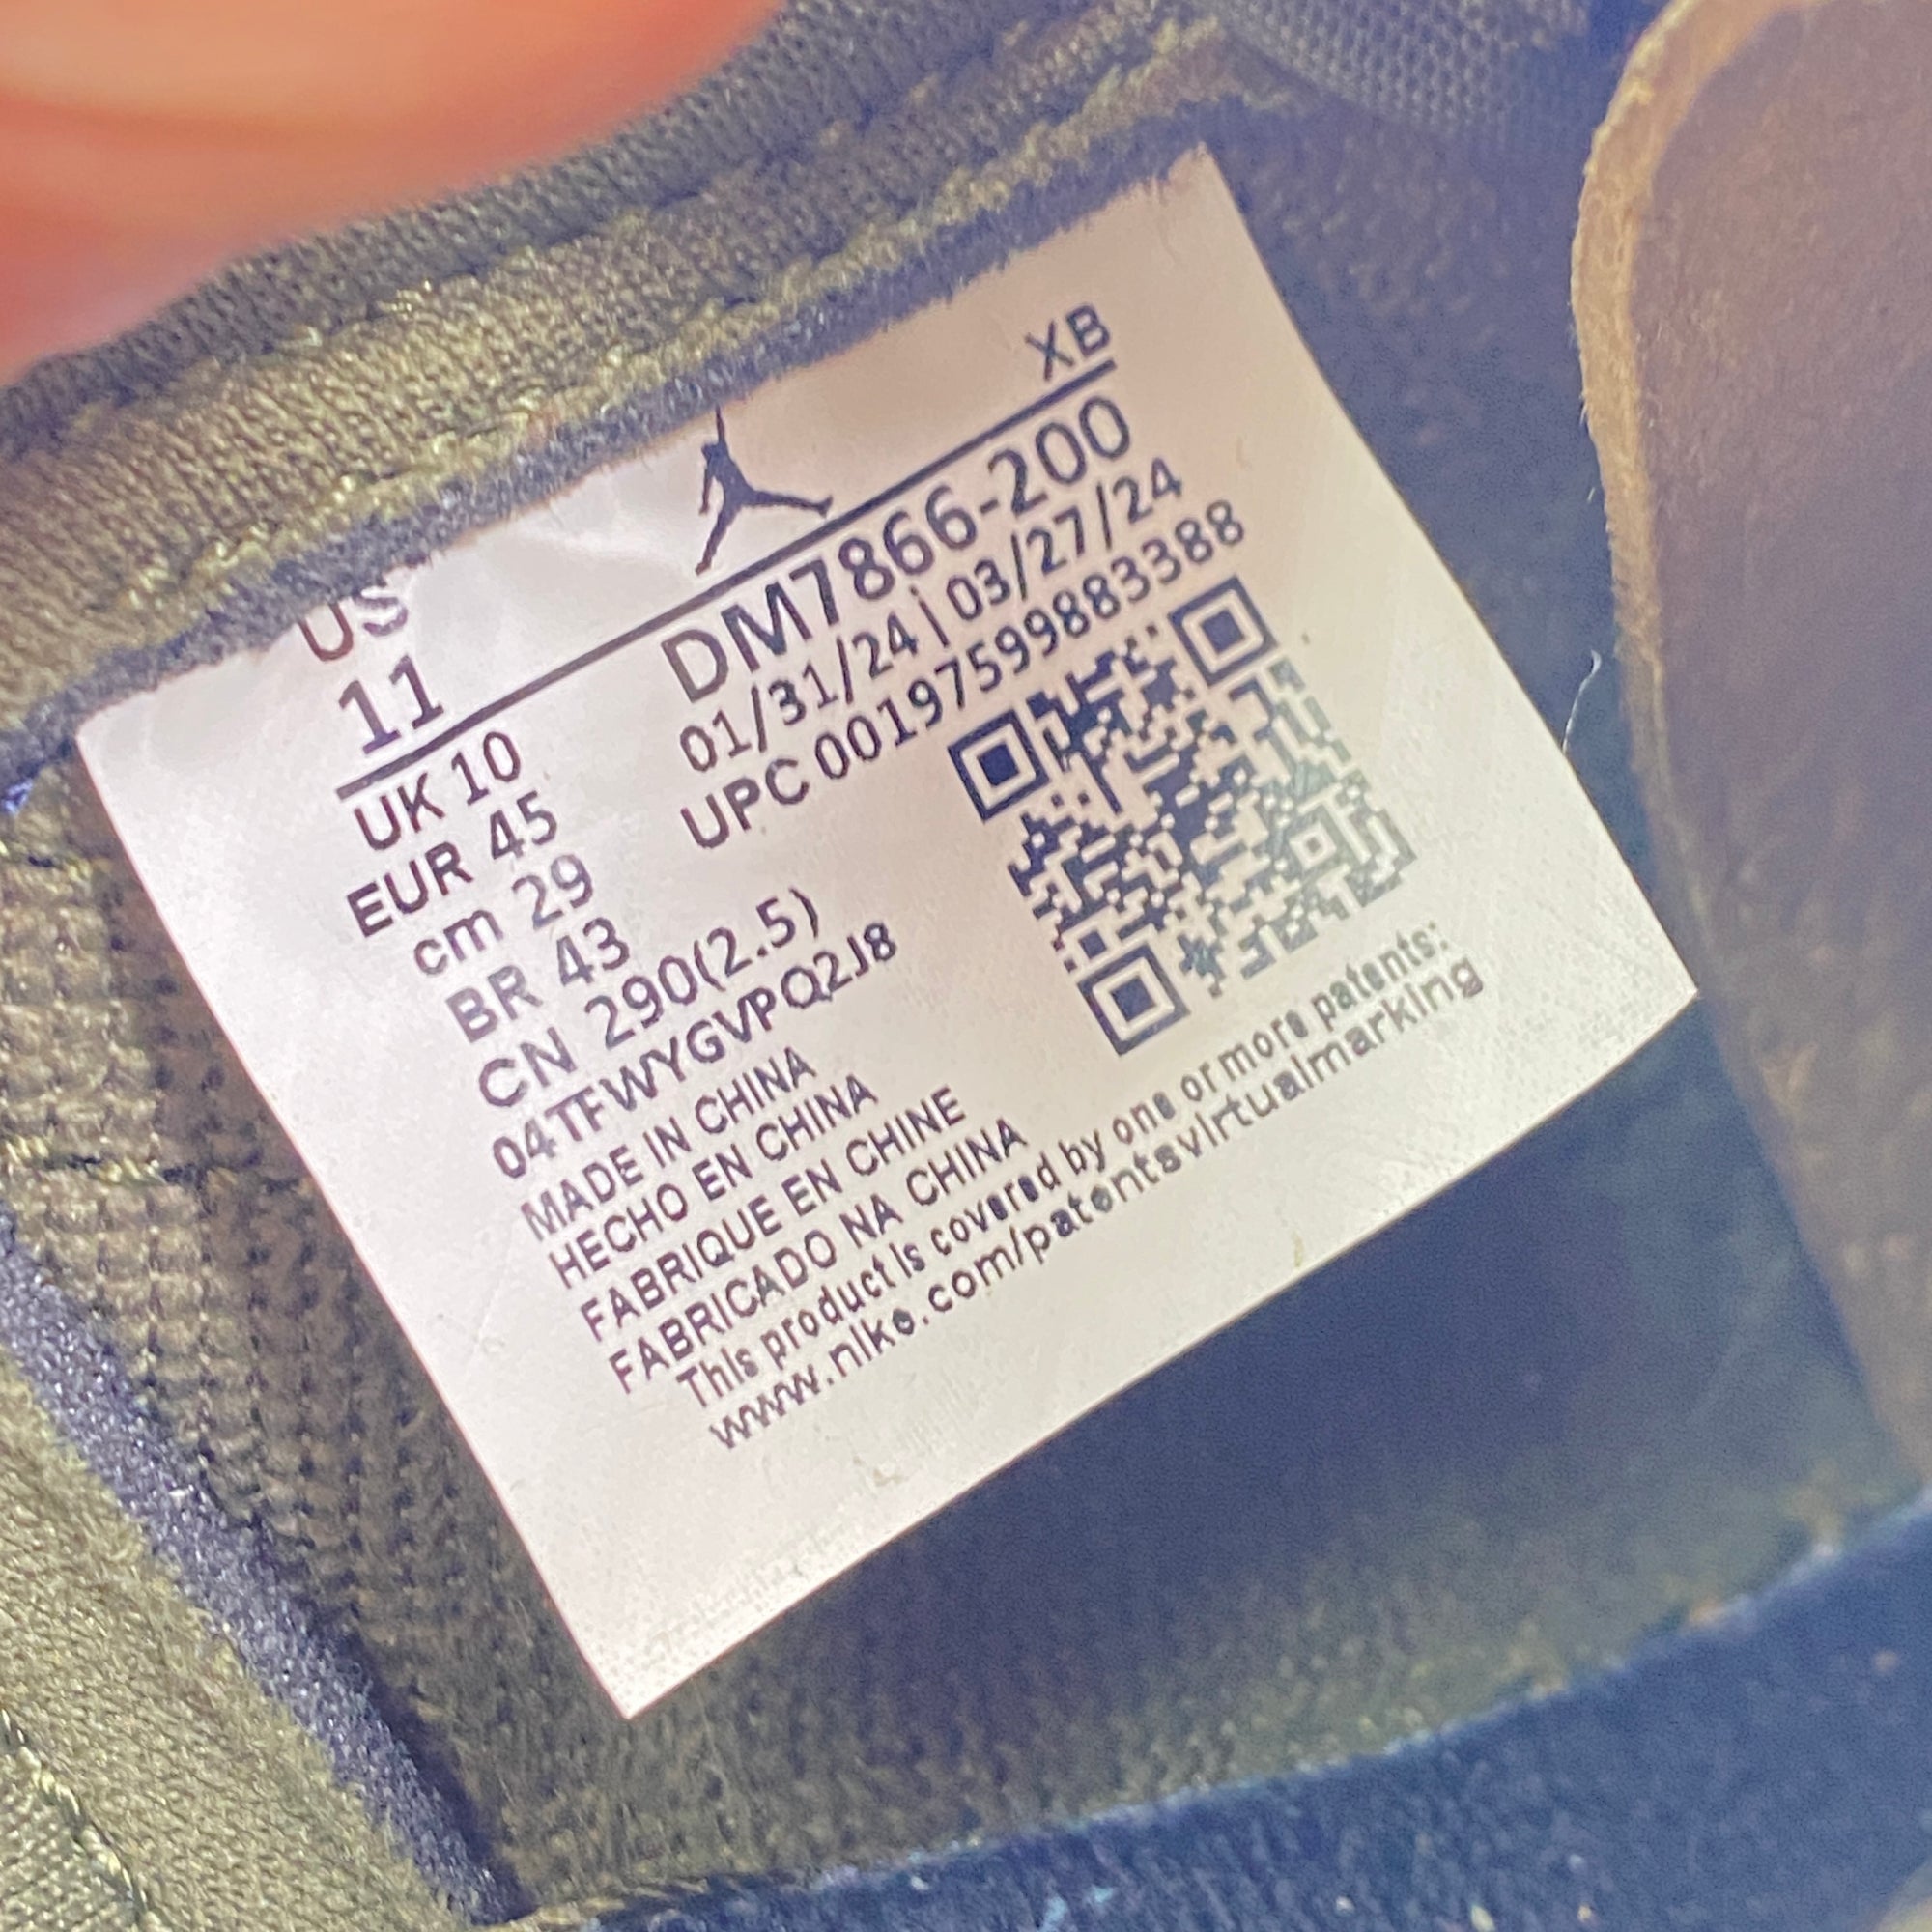 XB
US
11
DM7866-200
01/31/24 | 03/27/24
UPC 00197599883388
UK 10
EUR 45
cm 29
BR 43
CN 290(2.5)
04TFWYGVPQ2J8
MADE IN CHINA
HECHO EN CHINA
FABRIQUE EN CHINE
FABRICADO NA CHINA
This product is covered by one or more patents:
www.nike.com/patentsvirtualmarking